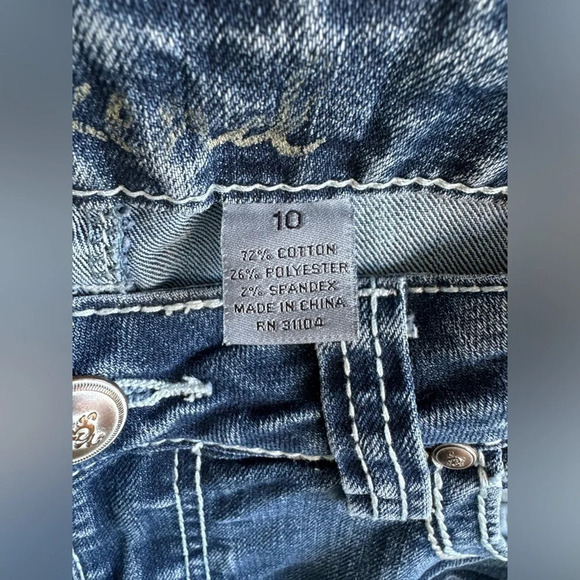 10
72% COTTON
26% POLYESTER
2% SPANDEX
MADE IN CHINA
RN 31104